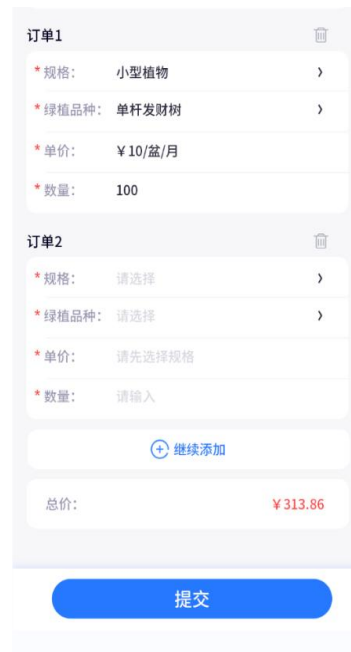 订单1
*规格： 小型植物
*绿植品种： 单杆发财树
*单价： ￥10/盆/月
*数量： 100
订单2
*规格： 请选择
*绿植品种： 请选择
*单价： 请先选择规格
*数量： 请输入
继续添加
总价： ￥313.86
提交